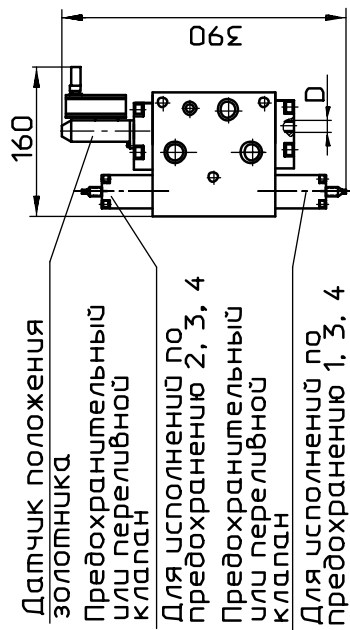 390
160
D
Датчик положения
золотника
Предохранительный
или переливной
клапан
Для исполнений по
предохранению 2, 3, 4
Предохранительный
или переливной
клапан
Для исполнений по
предохранению 1, 3, 4